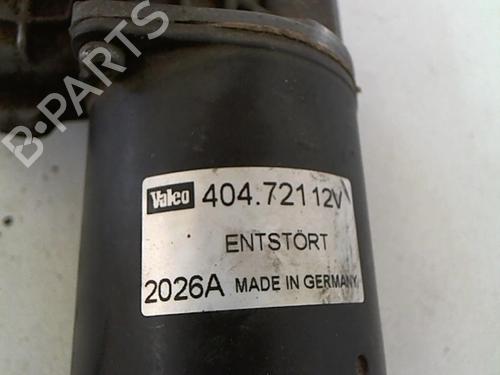 B-PARTS
Valeo 404.721 12V
ENTSTÖRT
2026A MADE IN GERMANY